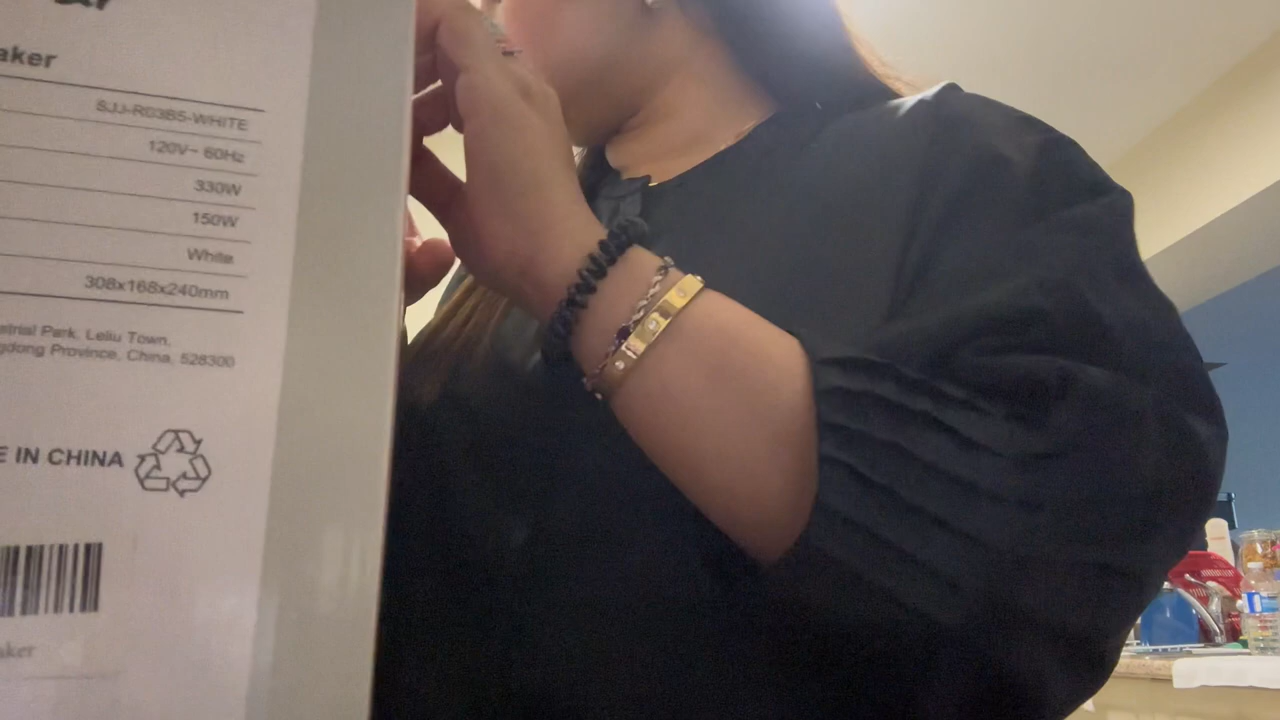 aker
SJJ-R03B5-WHITE
120V~ 60Hz
330W
150W
White
308x168x240mm
strial Park, Leliu Town,
gdong Province, China, 528300
E IN CHINA
aker